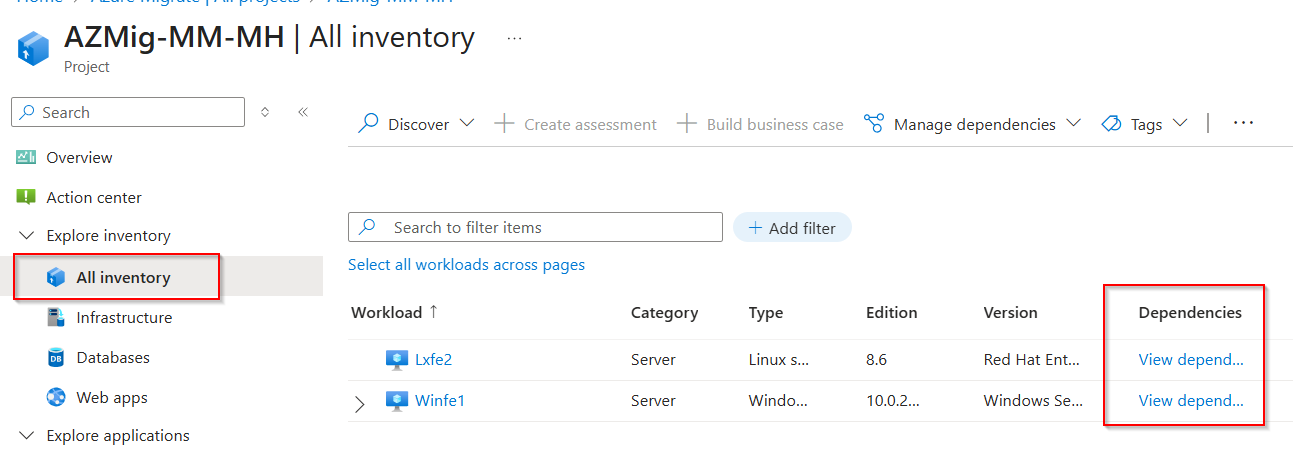 Home > Azure Migrate | All projects > AZMig-MM-MH
AZMig-MM-MH | All inventory ...
Project
Search
Discover
Create assessment
Build business case
Manage dependencies
Tags
Overview
Action center
Explore inventory
Search to filter items
Add filter
All inventory
Select all workloads across pages
Infrastructure
Databases
Web apps
Explore applications
Workload ↑ Category Type Edition Version Dependencies
Lxfe2 Server Linux s... 8.6 Red Hat Ent... View depend...
Winfe1 Server Windo... 10.0.2... Windows Se... View depend...